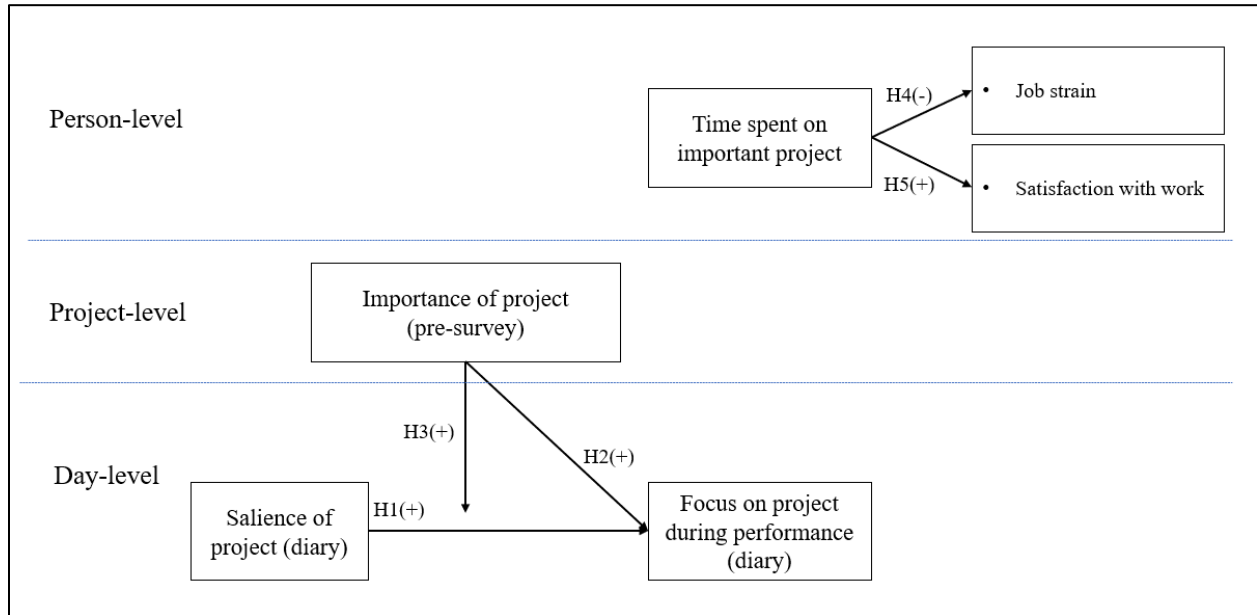 Person-level
Time spent on
important project
H4(-)
• Job strain
H5(+)
• Satisfaction with work
Project-level
Importance of project
(pre-survey)
H3(+)
H2(+)
Day-level
Salience of
project (diary)
H1(+)
Focus on project
during performance
(diary)